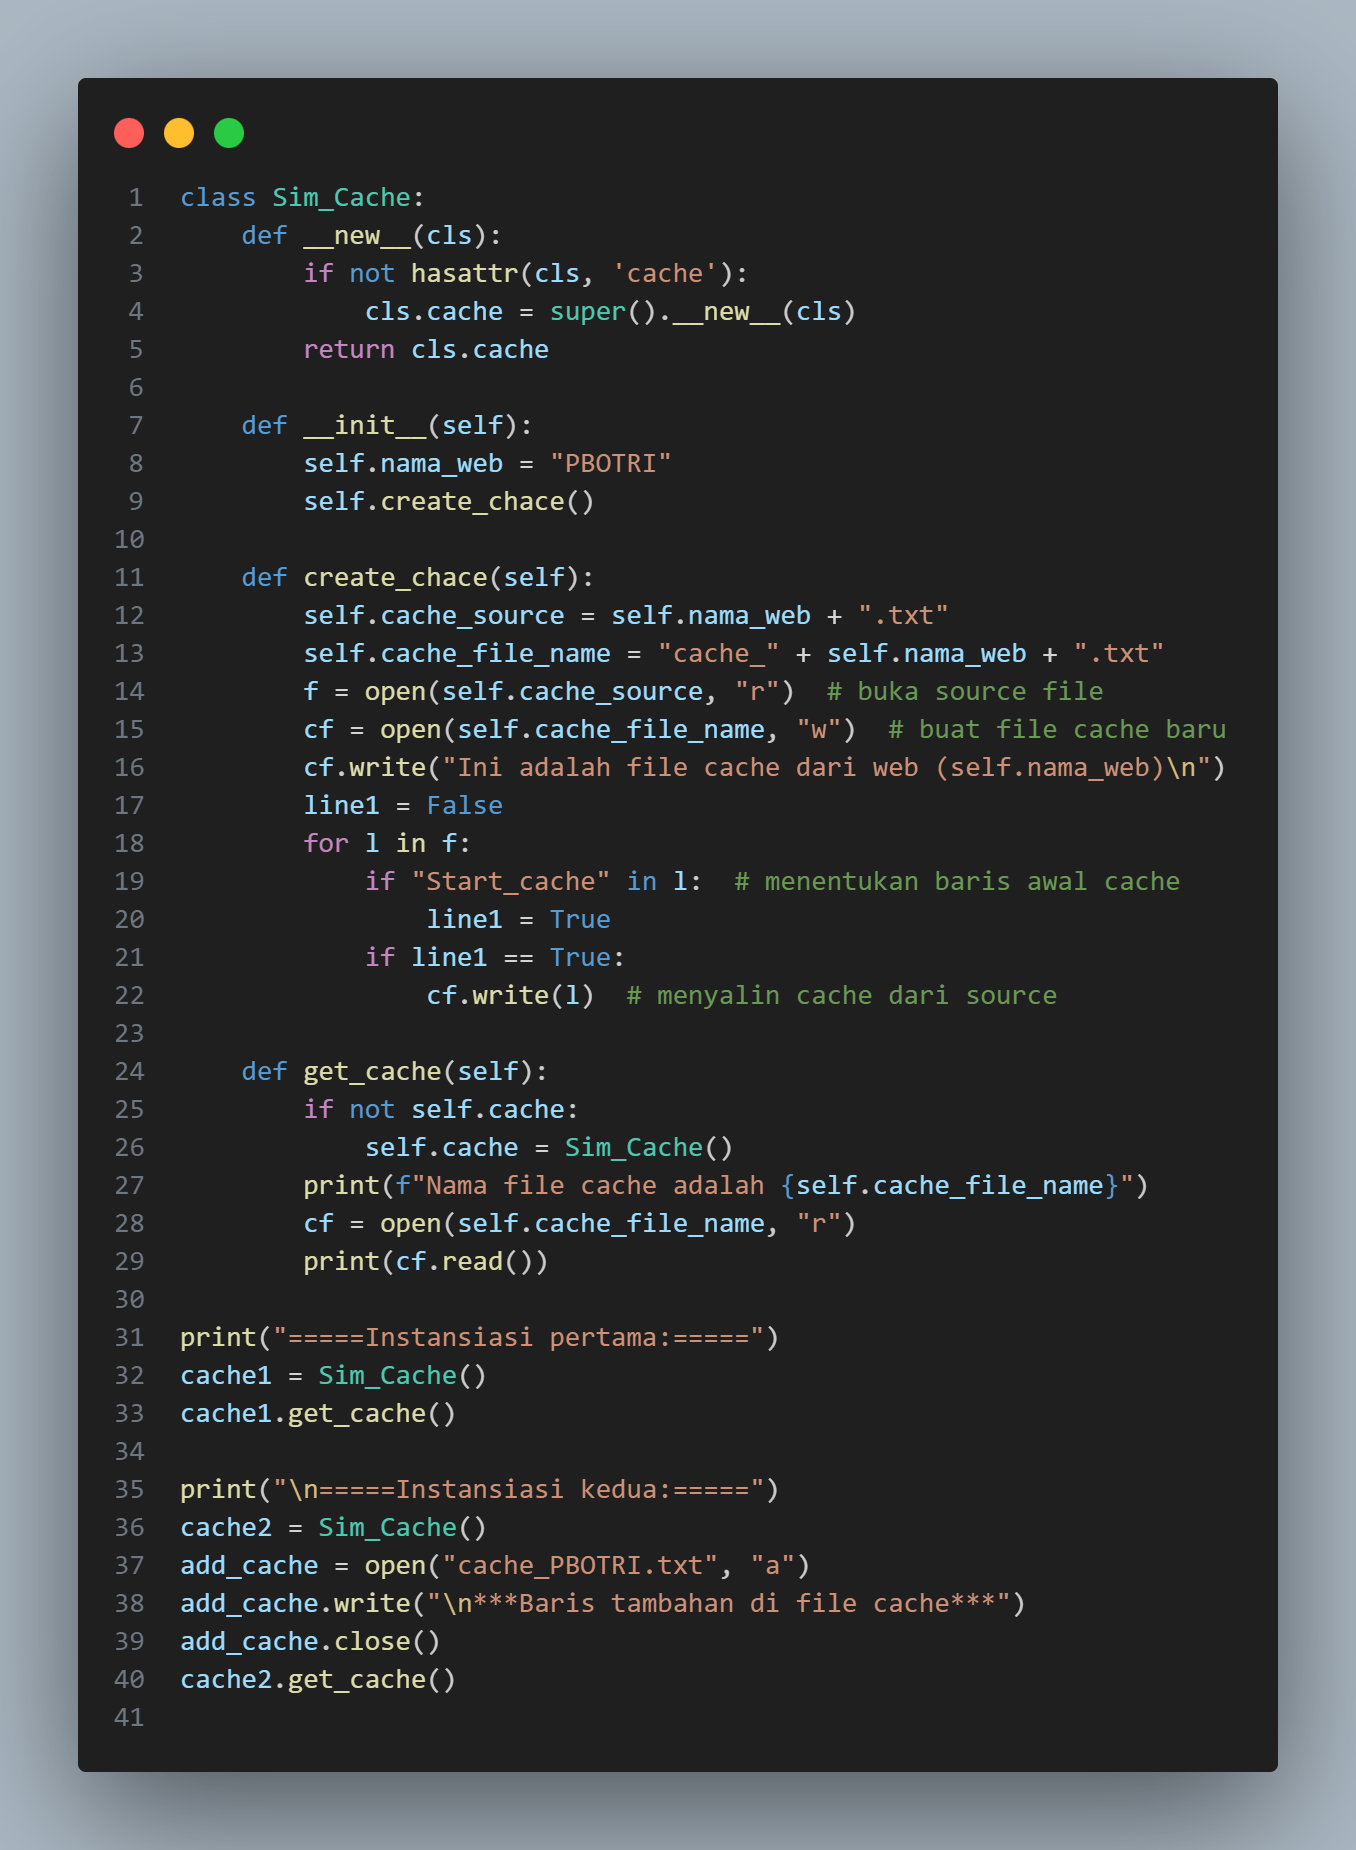 1 class Sim_Cache:
2     def __new__(cls):
3         if not hasattr(cls, 'cache'):
4             cls.cache = super().__new__(cls)
5         return cls.cache
6
7     def __init__(self):
8         self.nama_web = "PBOTRI"
9         self.create_chace()
10
11     def create_chace(self):
12         self.cache_source = self.nama_web + ".txt"
13         self.cache_file_name = "cache_" + self.nama_web + ".txt"
14         f = open(self.cache_source, "r")  # buka source file
15         cf = open(self.cache_file_name, "w")  # buat file cache baru
16         cf.write("Ini adalah file cache dari web (self.nama_web)\n")
17         line1 = False
18         for l in f:
19             if "Start_cache" in l:  # menentukan baris awal cache
20                 line1 = True
21             if line1 == True:
22                 cf.write(l)  # menyalin cache dari source
23
24     def get_cache(self):
25         if not self.cache:
26             self.cache = Sim_Cache()
27         print(f"Nama file cache adalah {self.cache_file_name}")
28         cf = open(self.cache_file_name, "r")
29         print(cf.read())
30
31 print("=====Instansiasi pertama:=====")
32 cache1 = Sim_Cache()
33 cache1.get_cache()
34
35 print("\n=====Instansiasi kedua:=====")
36 cache2 = Sim_Cache()
37 add_cache = open("cache_PBOTRI.txt", "a")
38 add_cache.write("\n***Baris tambahan di file cache***")
39 add_cache.close()
40 cache2.get_cache()
41